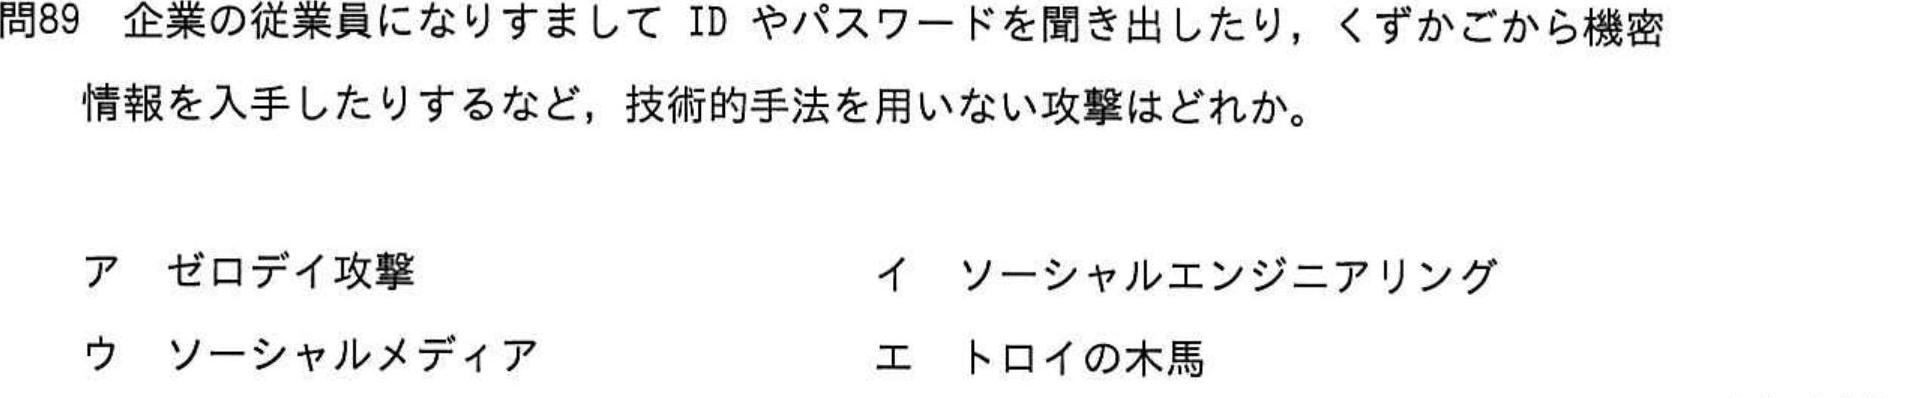 問89　企業の従業員になりすまして ID やパスワードを聞き出したり，くずかごから機密
情報を入手したりするなど，技術的手法を用いない攻撃はどれか。
ア　ゼロデイ攻撃　イ　ソーシャルエンジニアリング
ウ　ソーシャルメディア　エ　トロイの木馬